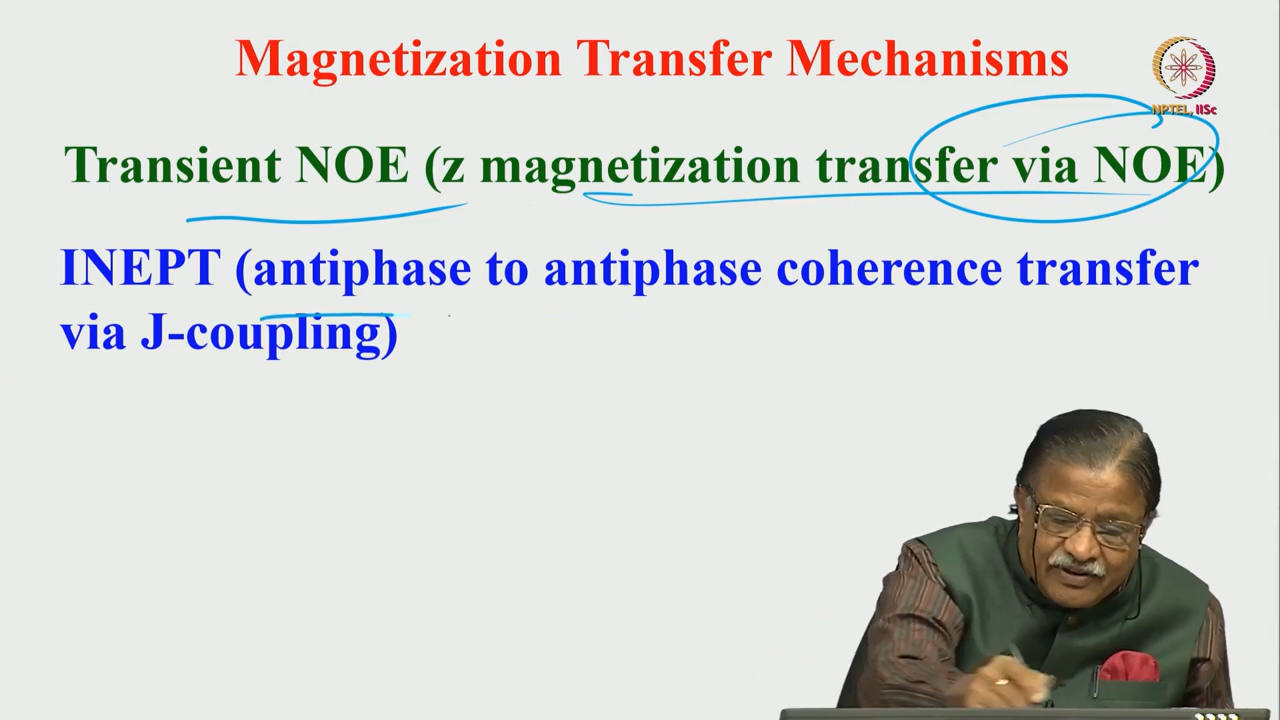 Magnetization Transfer Mechanisms
NPTEL, IISc
Transient NOE (z magnetization transfer via NOE)
INEPT (antiphase to antiphase coherence transfer
via J-coupling)